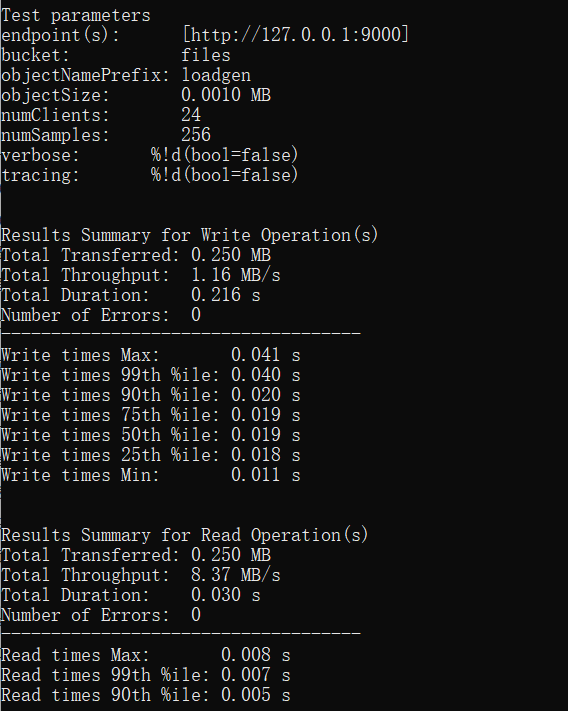 Test parameters
endpoint(s):      [http://127.0.0.1:9000]
bucket:           files
objectNamePrefix: loadgen
objectSize:       0.0010 MB
numClients:       24
numSamples:       256
verbose:       %!d(bool=false)
tracing:       %!d(bool=false)
Results Summary for Write Operation(s)
Total Transferred: 0.250 MB
Total Throughput:  1.16 MB/s
Total Duration:    0.216 s
Number of Errors:  0
------------------------------------
Write times Max:       0.041 s
Write times 99th %ile: 0.040 s
Write times 90th %ile: 0.020 s
Write times 75th %ile: 0.019 s
Write times 50th %ile: 0.019 s
Write times 25th %ile: 0.018 s
Write times Min:       0.011 s
Results Summary for Read Operation(s)
Total Transferred: 0.250 MB
Total Throughput:  8.37 MB/s
Total Duration:    0.030 s
Number of Errors:  0
------------------------------------
Read times Max:       0.008 s
Read times 99th %ile: 0.007 s
Read times 90th %ile: 0.005 s